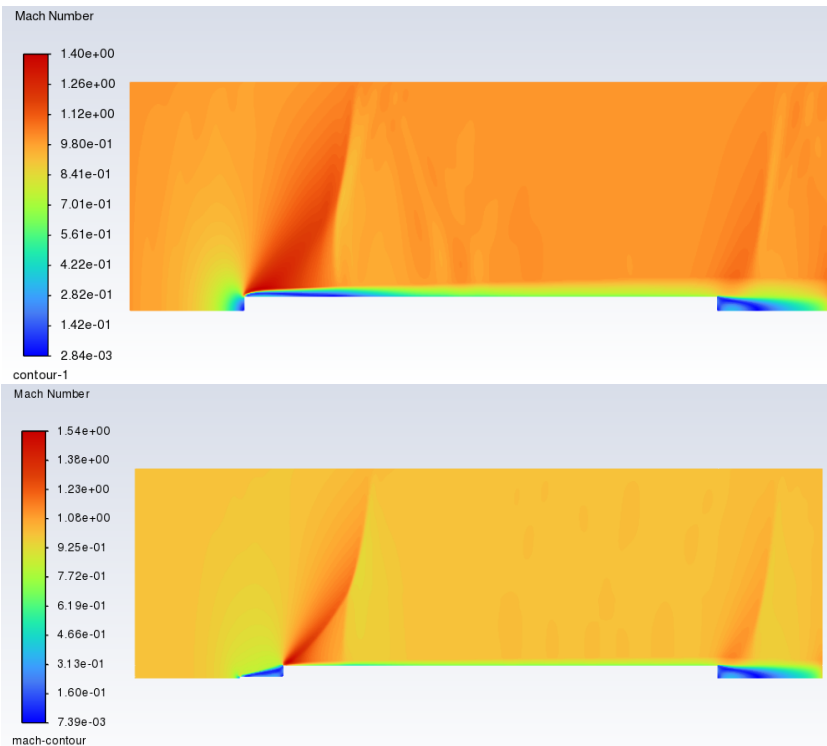 Mach Number
1.40e+00
1.26e+00
1.12e+00
9.80e-01
8.41e-01
7.01e-01
5.61e-01
4.22e-01
2.82e-01
1.42e-01
2.84e-03
contour-1
Mach Number
1.54e+00
1.38e+00
1.23e+00
1.08e+00
9.25e-01
7.72e-01
6.19e-01
4.66e-01
3.13e-01
1.60e-01
7.39e-03
mach-contour